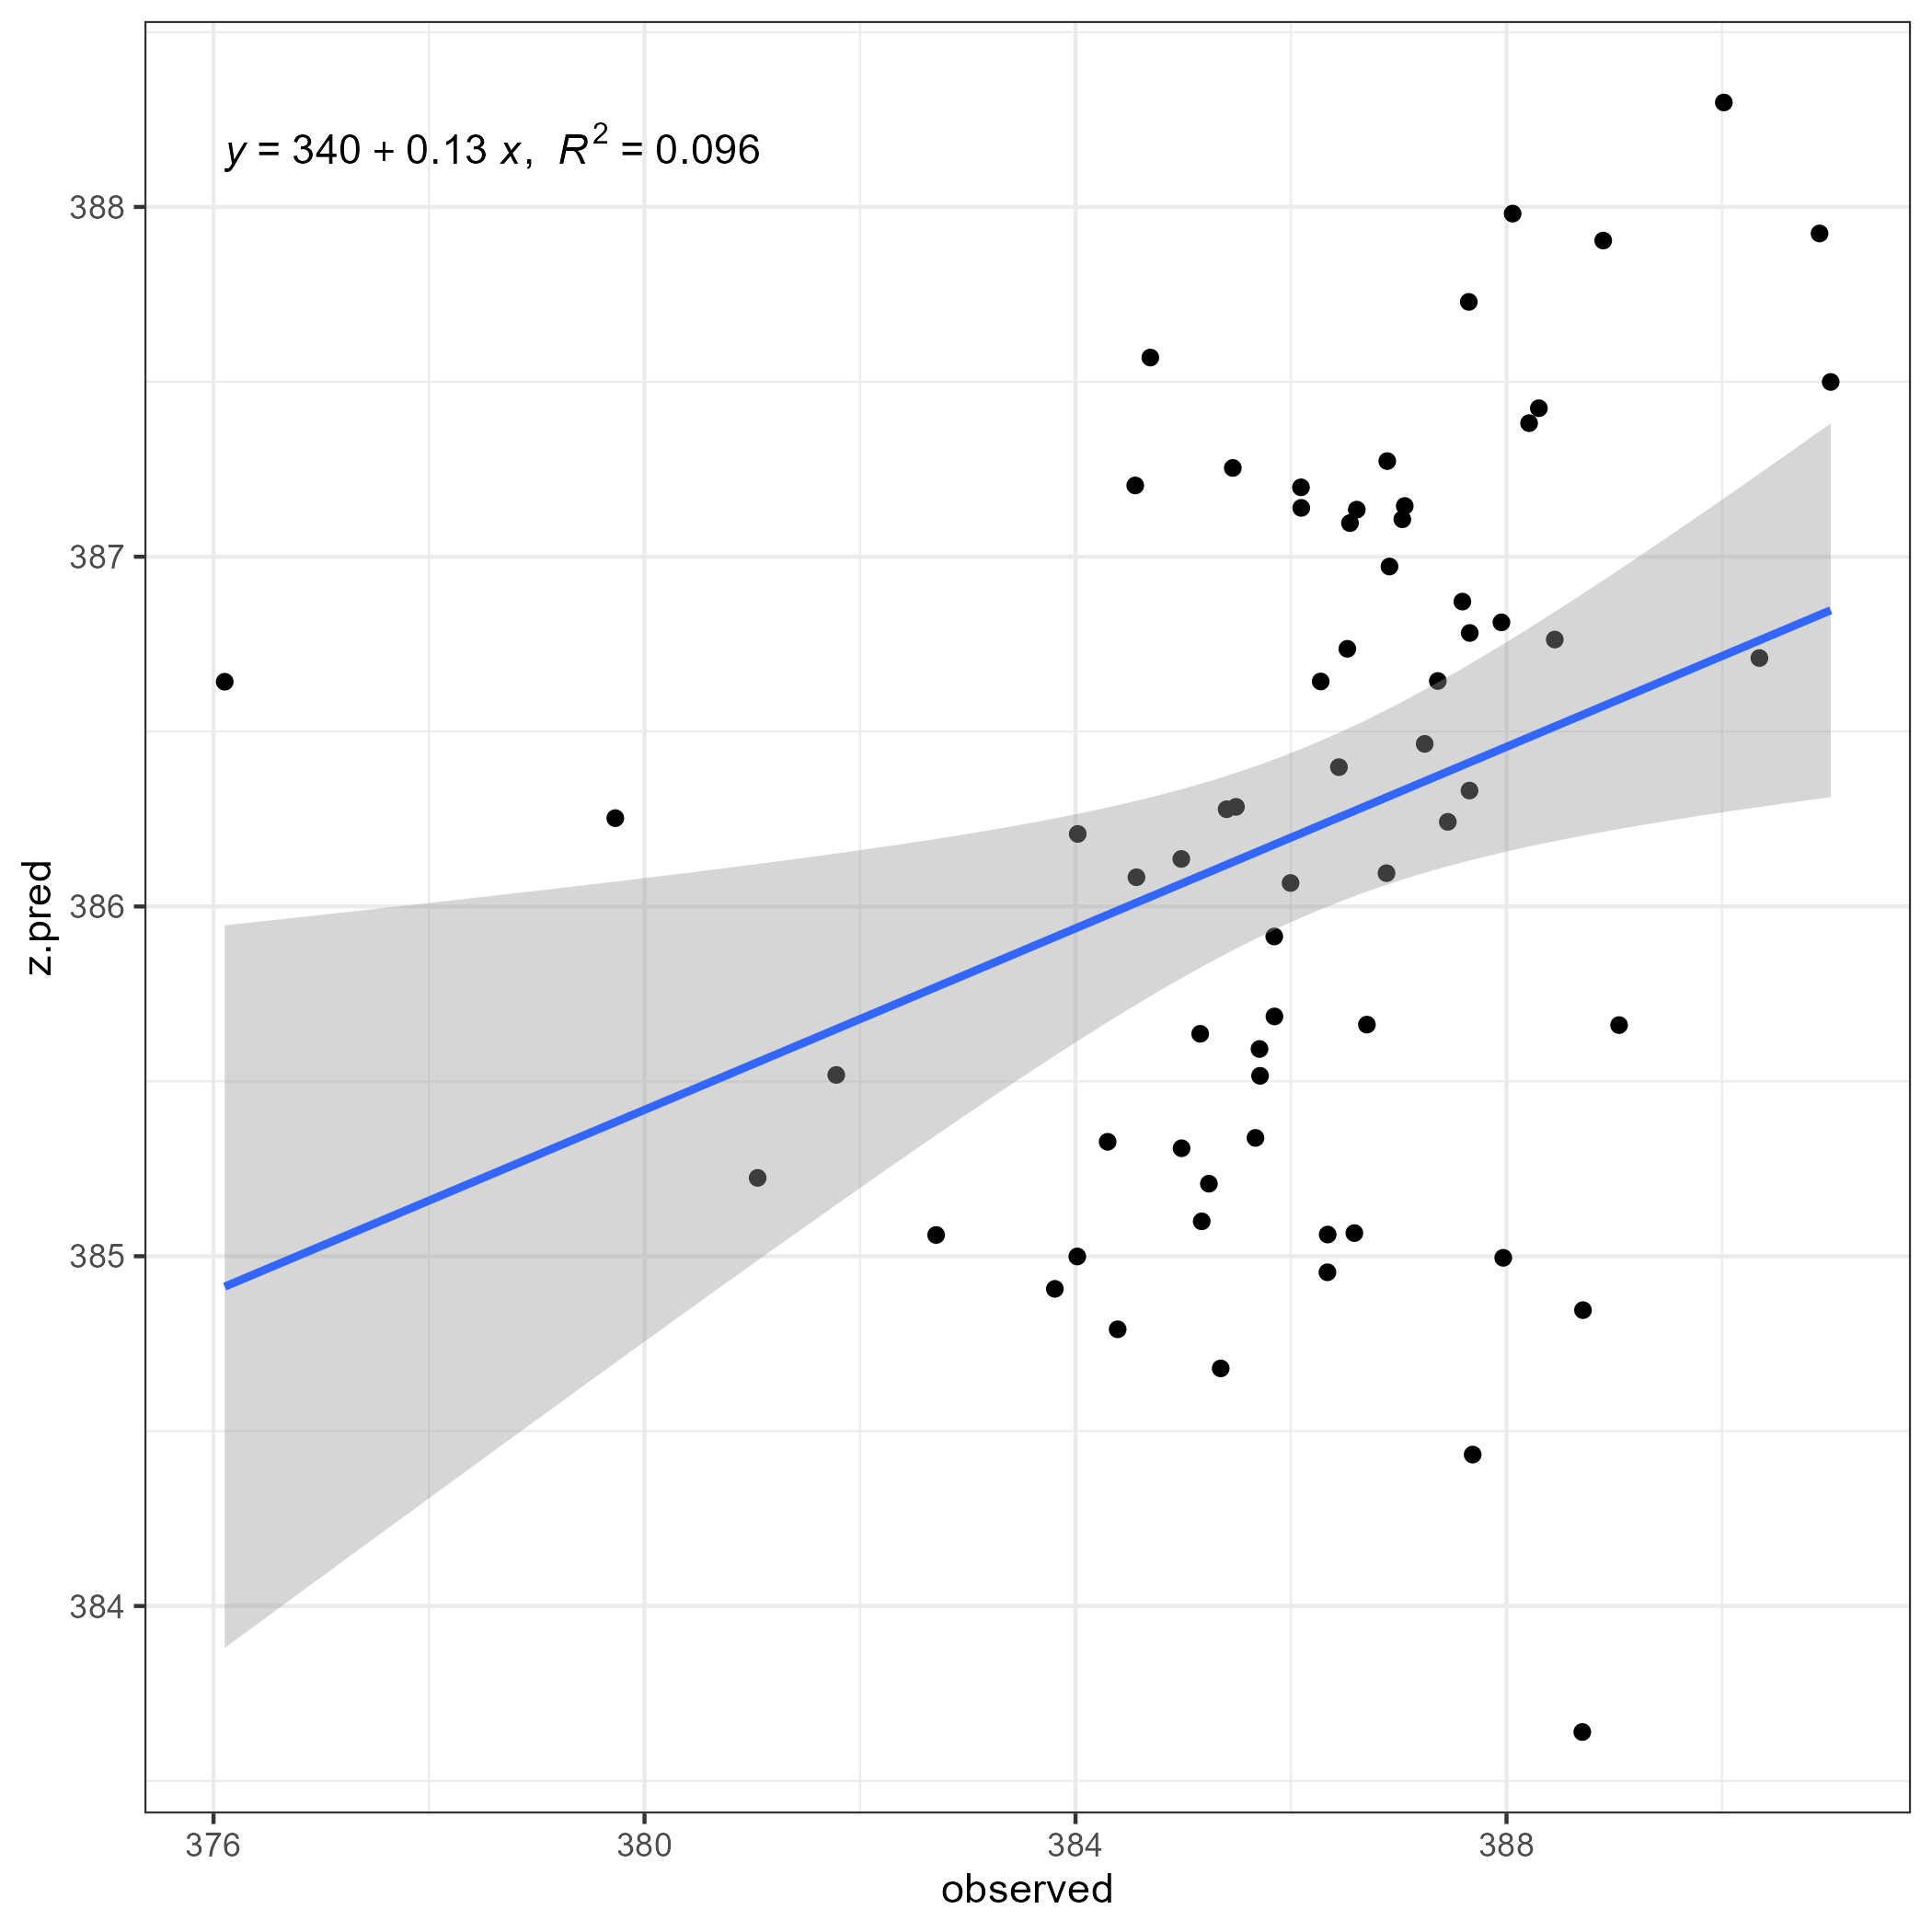 y = 340 + 0.13 x, R² = 0.096
388
387
386
385
384
z.pred
376 380 384 388
observed